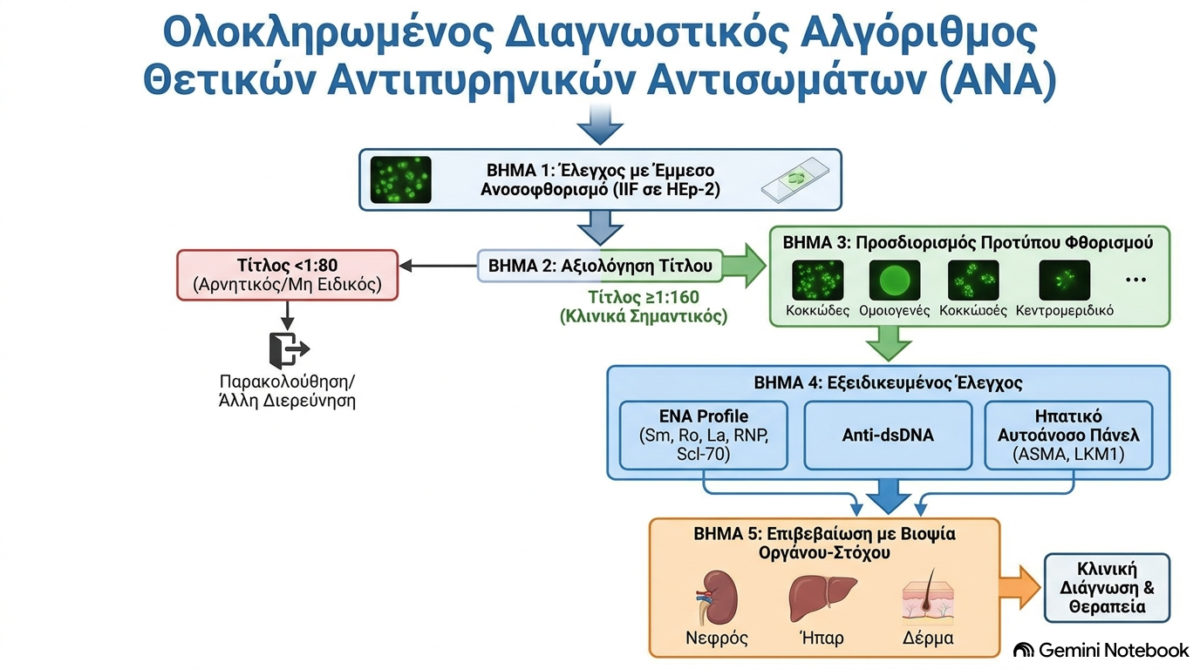 Ολοκληρωμένος Διαγνωστικός Αλγόριθμος
Θετικών Αντιπυρηνικών Αντισωμάτων (ANA)
ΒΗΜΑ 1: Έλεγχος με Έμμεσο
Ανοσοφθορισμό (IIF σε HEp-2)
Τίτλος <1:80
(Αρνητικός/Μη Ειδικός)
Παρακολούθηση/
Άλλη Διερεύνηση
ΒΗΜΑ 2: Αξιολόγηση Τίτλου
Τίτλος ≥1:160
(Κλινικά Σημαντικός)
ΒΗΜΑ 3: Προσδιορισμός Προτύπου Φθορισμού
Κοκκώδες Ομοιογενές Κεντρομεριδικό
...
ΒΗΜΑ 4: Εξειδικευμένος Έλεγχος
ENA Profile
(Sm, Ro, La, RNP,
Scl-70)
Anti-dsDNA
Ηπατικό
Αυτοάνοσο Πάνελ
(ASMA, LKM1)
ΒΗΜΑ 5: Επιβεβαίωση με Βιοψία
Οργάνου-Στόχου
Νεφρός Ήπαρ Δέρμα
Κλινική
Διάγνωση &
Θεραπεία
Gemini Notebook